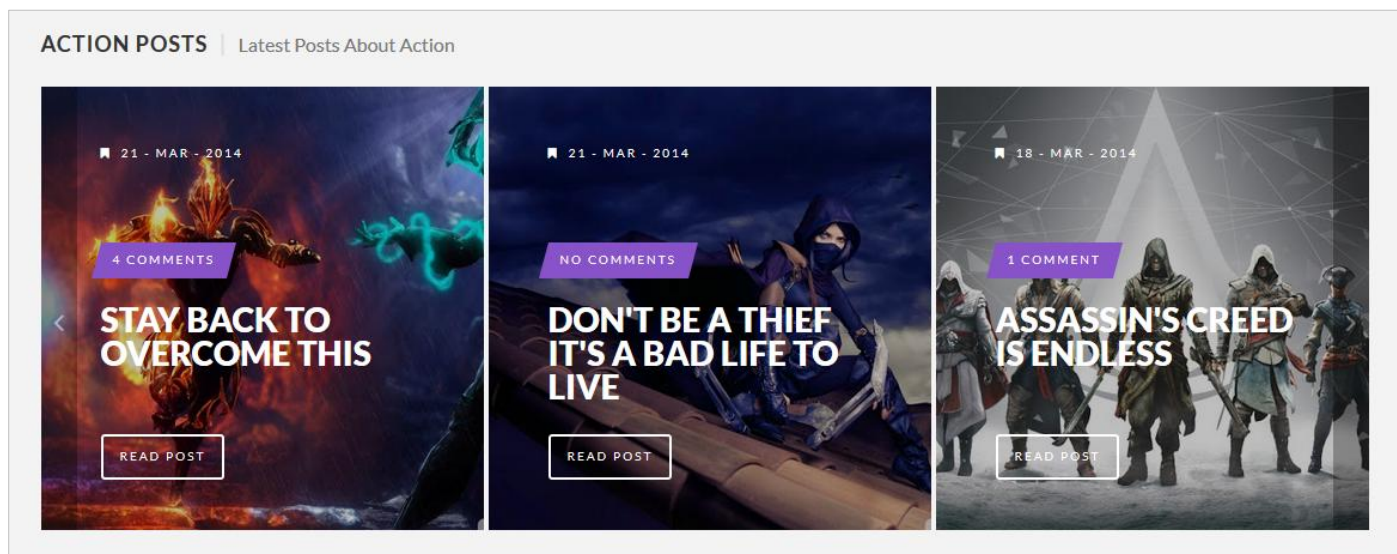 ACTION POSTS
Latest Posts About Action
21 - MAR - 2014
4 COMMENTS
STAY BACK TO
OVERCOME THIS
READ POST
21 - MAR - 2014
NO COMMENTS
DON'T BE A THIEF
IT'S A BAD LIFE TO
LIVE
READ POST
18 - MAR - 2014
1 COMMENT
ASSASSIN'S CREED
IS ENDLESS
READ POST